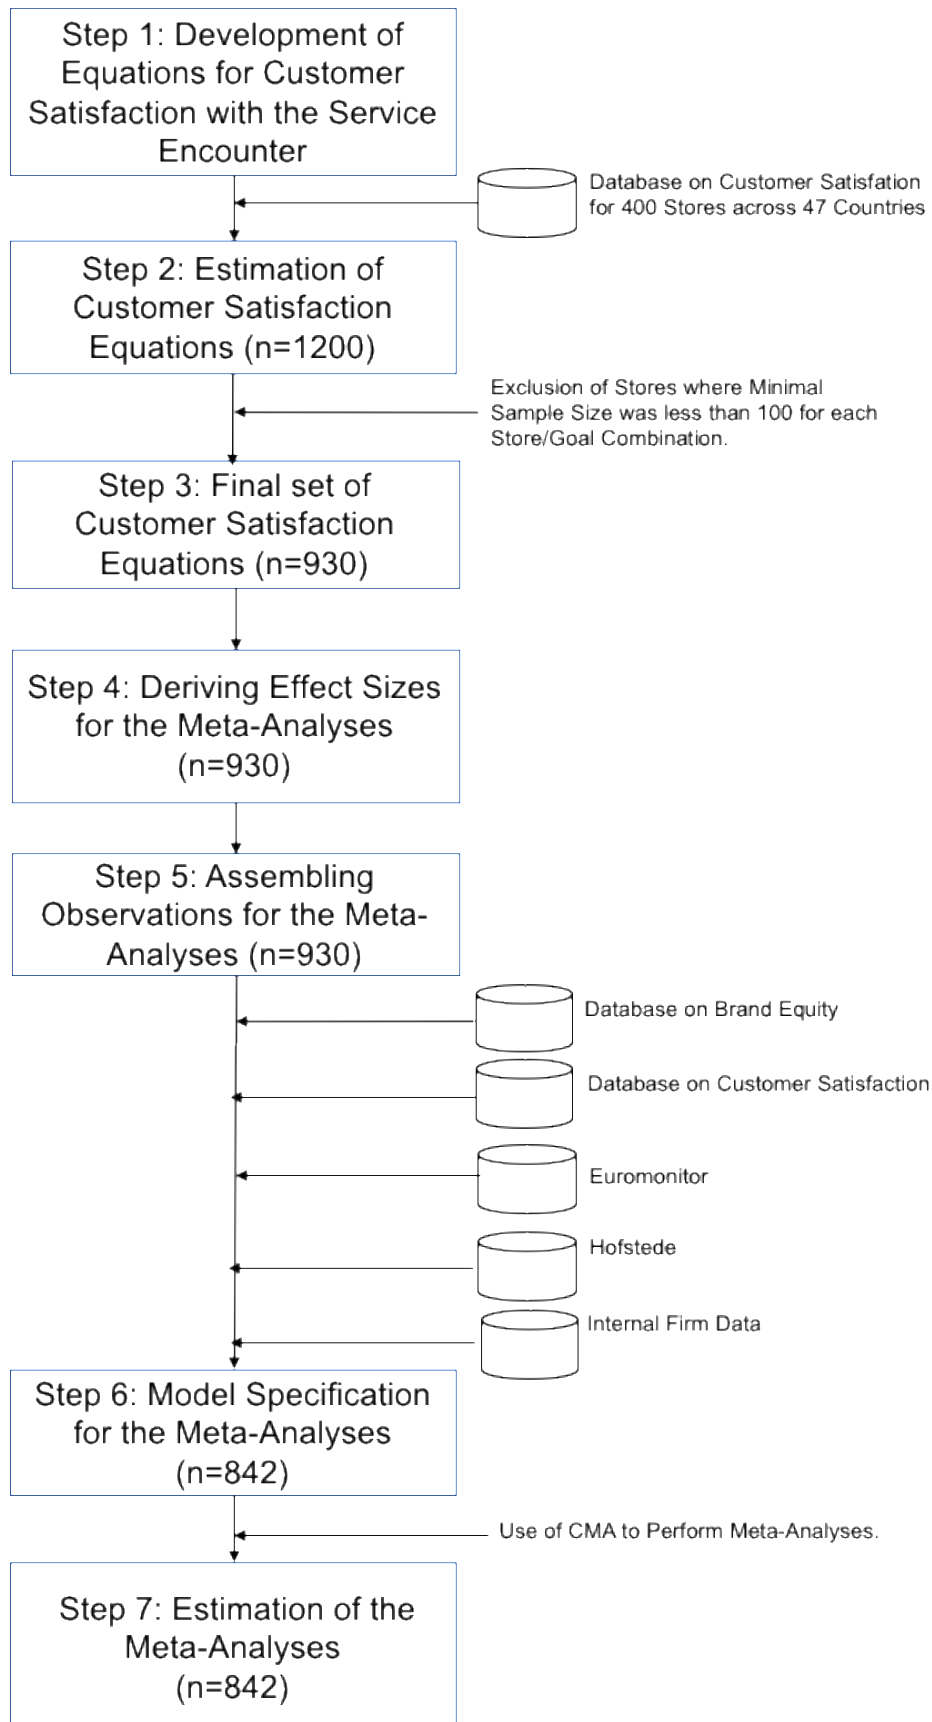 Step 1: Development of
Equations for Customer
Satisfaction with the Service
Encounter
Database on Customer Satisfation
for 400 Stores across 47 Countries
Step 2: Estimation of
Customer Satisfaction
Equations (n=1200)
Exclusion of Stores where Minimal
Sample Size was less than 100 for each
Store/Goal Combination.
Step 3: Final set of
Customer Satisfaction
Equations (n=930)
Step 4: Deriving Effect Sizes
for the Meta-Analyses
(n=930)
Step 5: Assembling
Observations for the Meta-
Analyses (n=930)
Database on Brand Equity
Database on Customer Satisfaction
Euromonitor
Hofstede
Internal Firm Data
Step 6: Model Specification
for the Meta-Analyses
(n=842)
Use of CMA to Perform Meta-Analyses.
Step 7: Estimation of the
Meta-Analyses
(n=842)